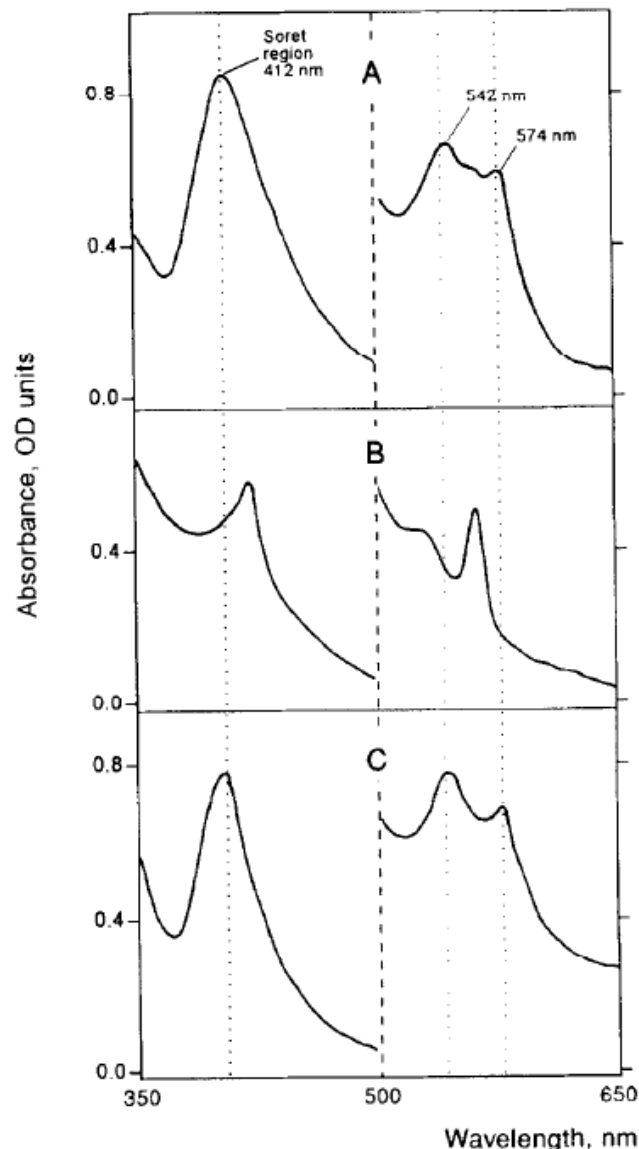 Soret
region
412 nm
A
542 nm
574 nm
0.8
0.4
0.0
B
0.4
0.0
C
0.8
0.4
0.0
350
500
650
Absorbance, OD units
Wavelength, nm